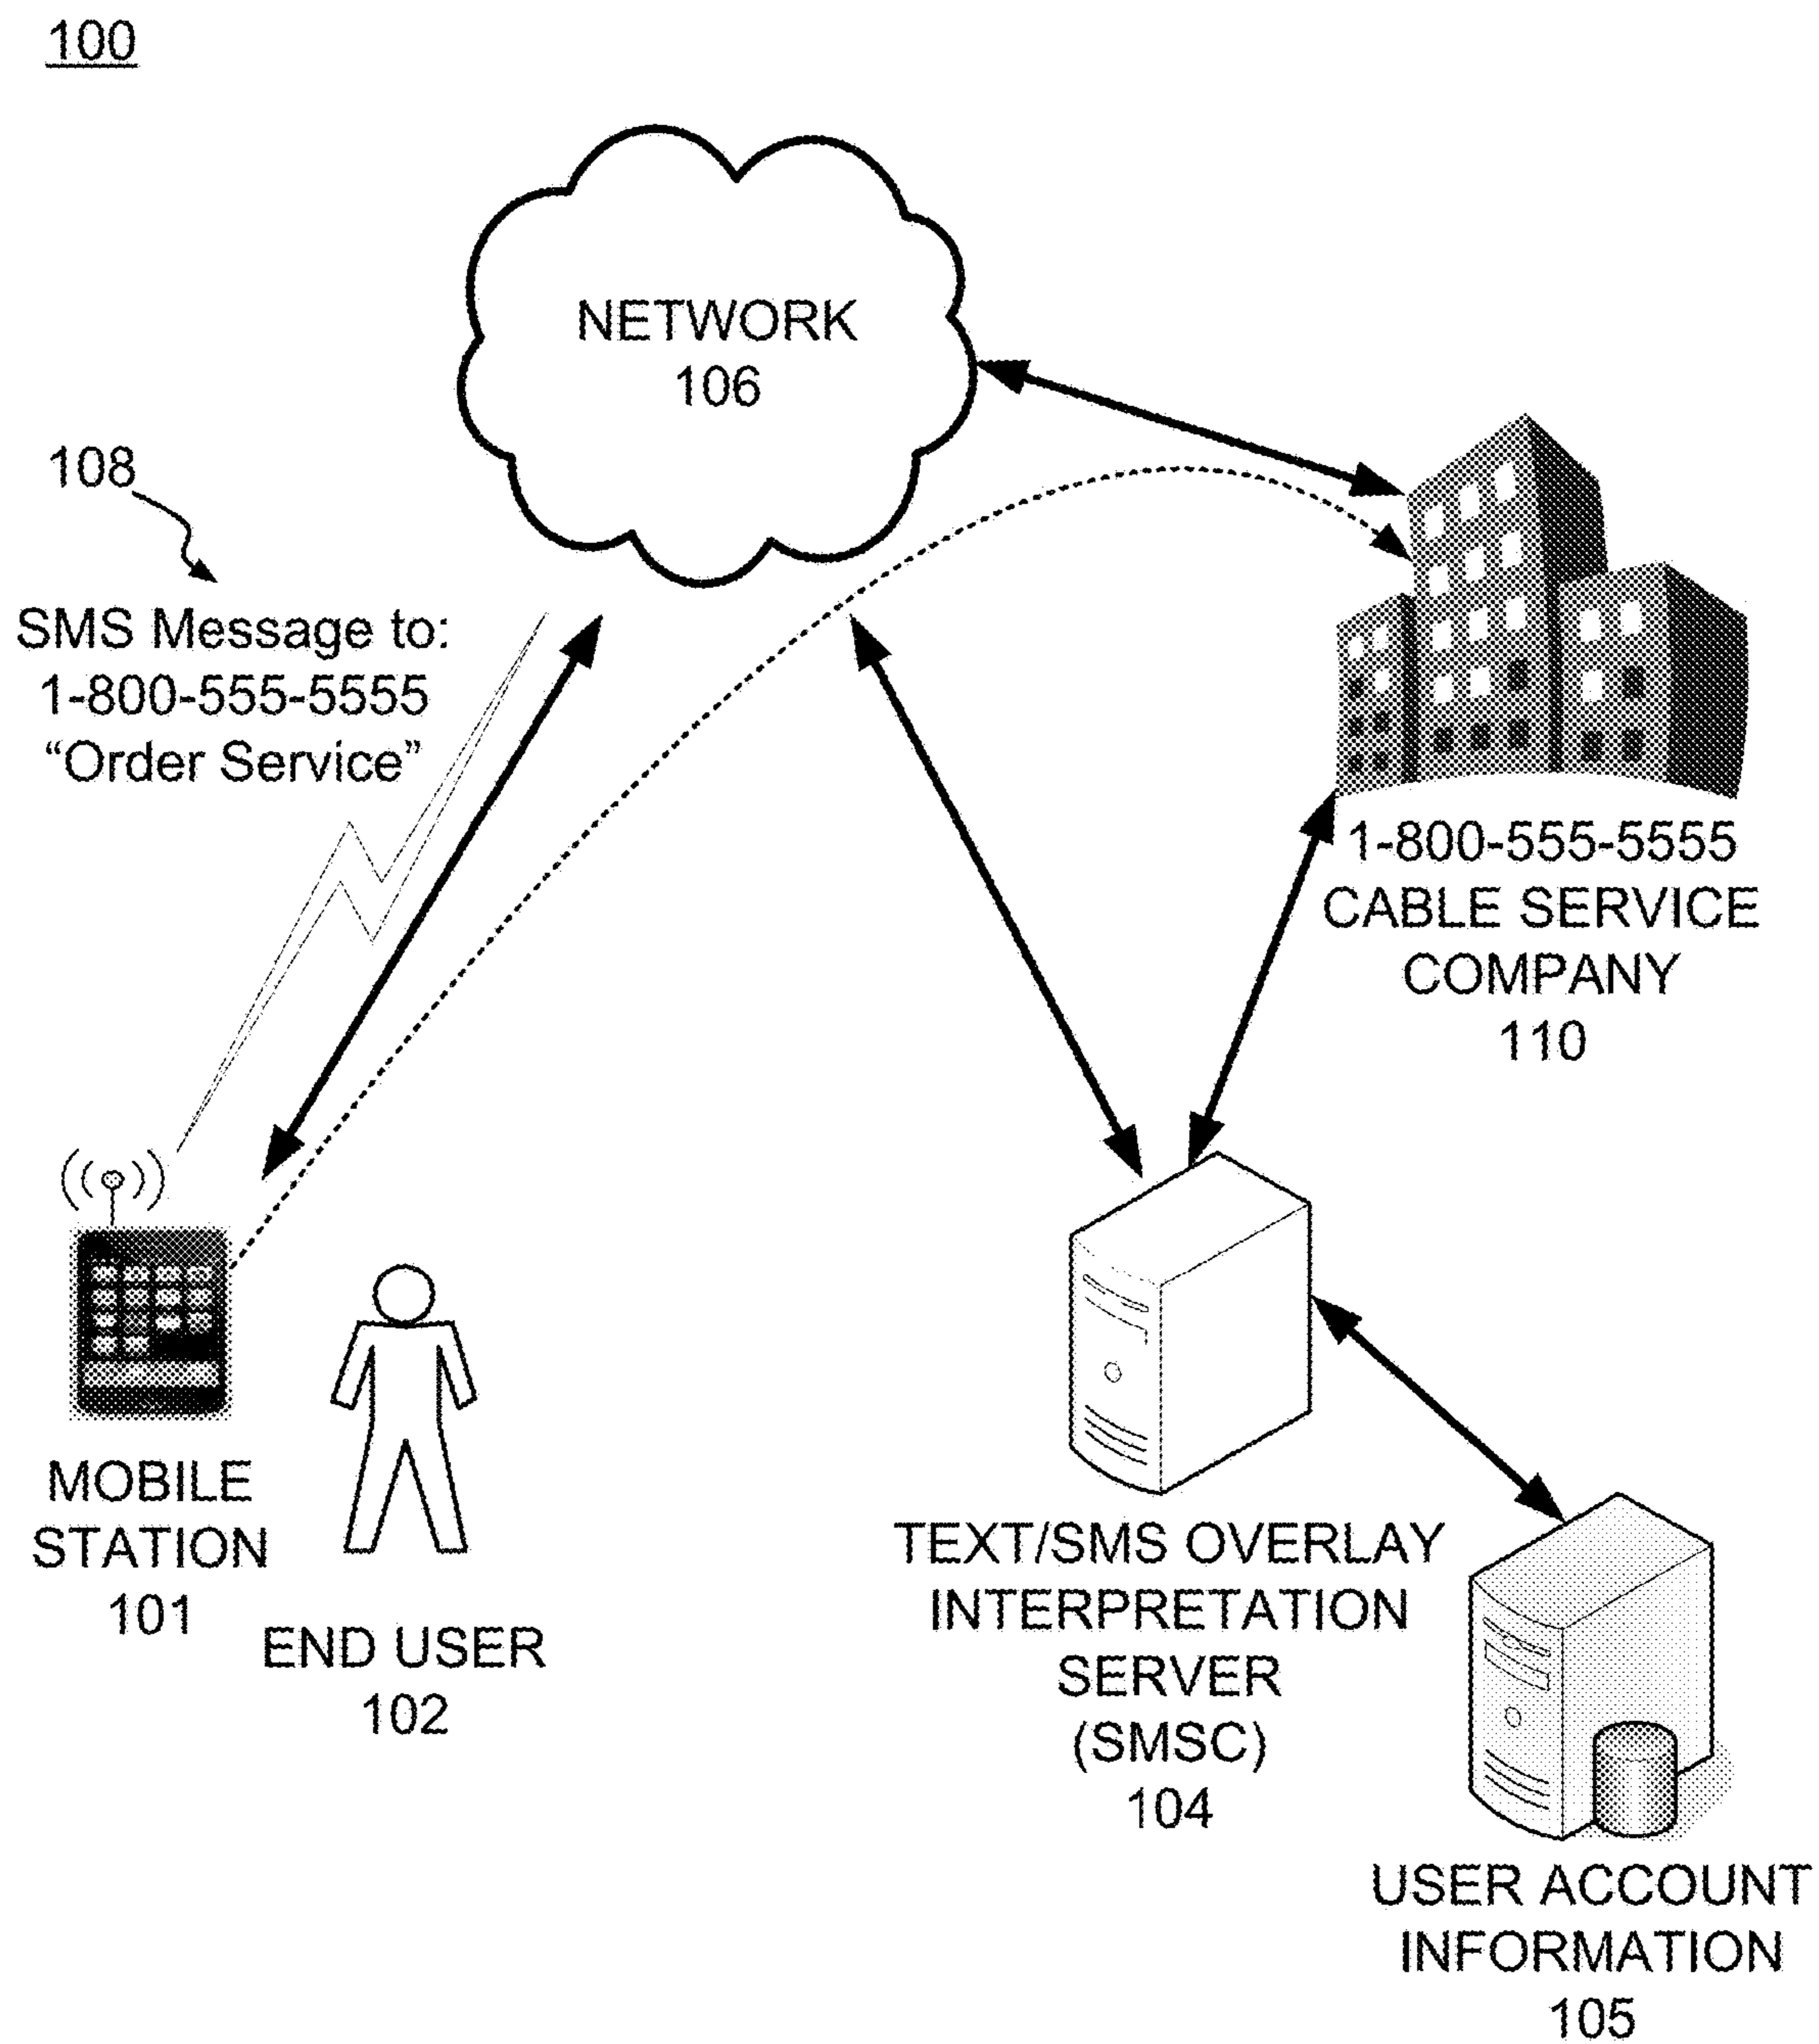 100
NETWORK
106
108
SMS Message to:
1-800-555-5555
“Order Service”
1-800-555-5555
CABLE SERVICE
COMPANY
110
MOBILE
STATION
101
END USER
102
TEXT/SMS OVERLAY
INTERPRETATION
SERVER
(SMSC)
104
USER ACCOUNT
INFORMATION
105